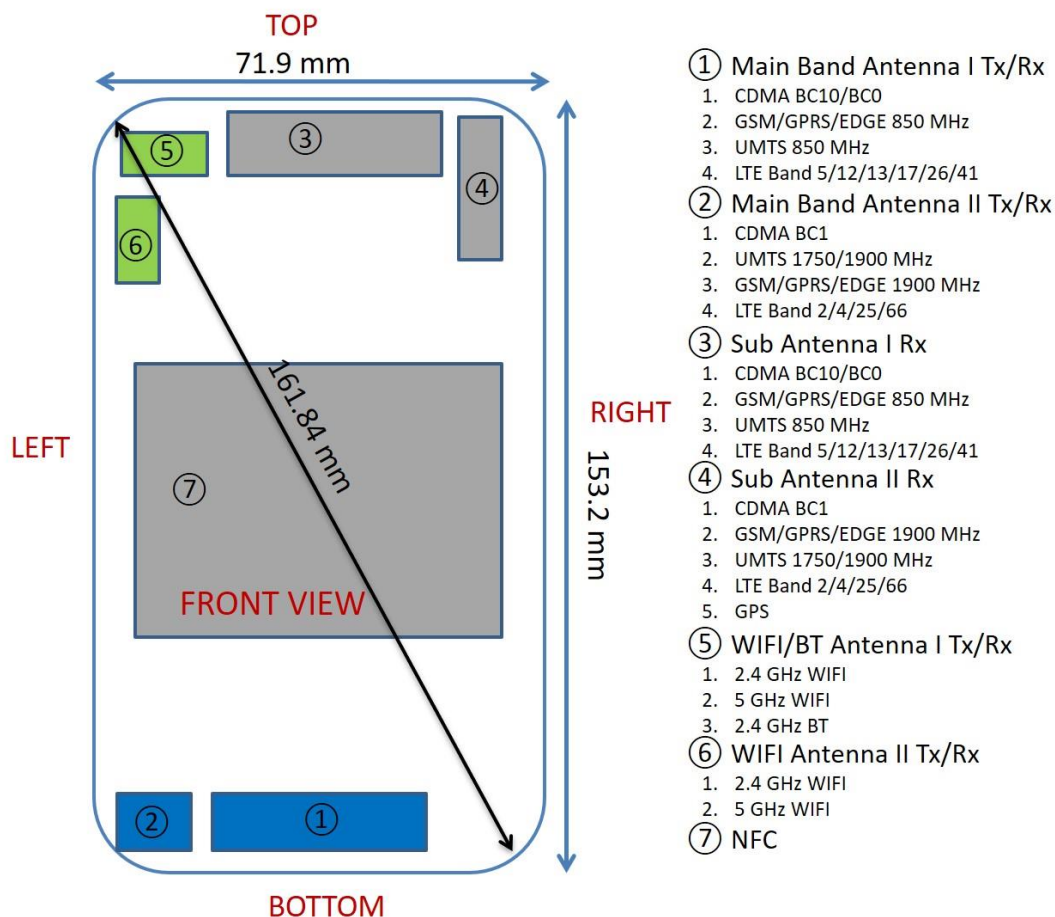 TOP
71.9 mm
③
⑤
④
⑥
161.84 mm
LEFT
RIGHT
153.2 mm
⑦
FRONT VIEW
②
①
BOTTOM
① Main Band Antenna I Tx/Rx
1. CDMA BC10/BC0
2. GSM/GPRS/EDGE 850 MHz
3. UMTS 850 MHz
4. LTE Band 5/12/13/17/26/41
② Main Band Antenna II Tx/Rx
1. CDMA BC1
2. UMTS 1750/1900 MHz
3. GSM/GPRS/EDGE 1900 MHz
4. LTE Band 2/4/25/66
③ Sub Antenna I Rx
1. CDMA BC10/BC0
2. GSM/GPRS/EDGE 850 MHz
3. UMTS 850 MHz
4. LTE Band 5/12/13/17/26/41
④ Sub Antenna II Rx
1. CDMA BC1
2. GSM/GPRS/EDGE 1900 MHz
3. UMTS 1750/1900 MHz
4. LTE Band 2/4/25/66
5. GPS
⑤ WIFI/BT Antenna I Tx/Rx
1. 2.4 GHz WIFI
2. 5 GHz WIFI
3. 2.4 GHz BT
⑥ WIFI Antenna II Tx/Rx
1. 2.4 GHz WIFI
2. 5 GHz WIFI
⑦ NFC